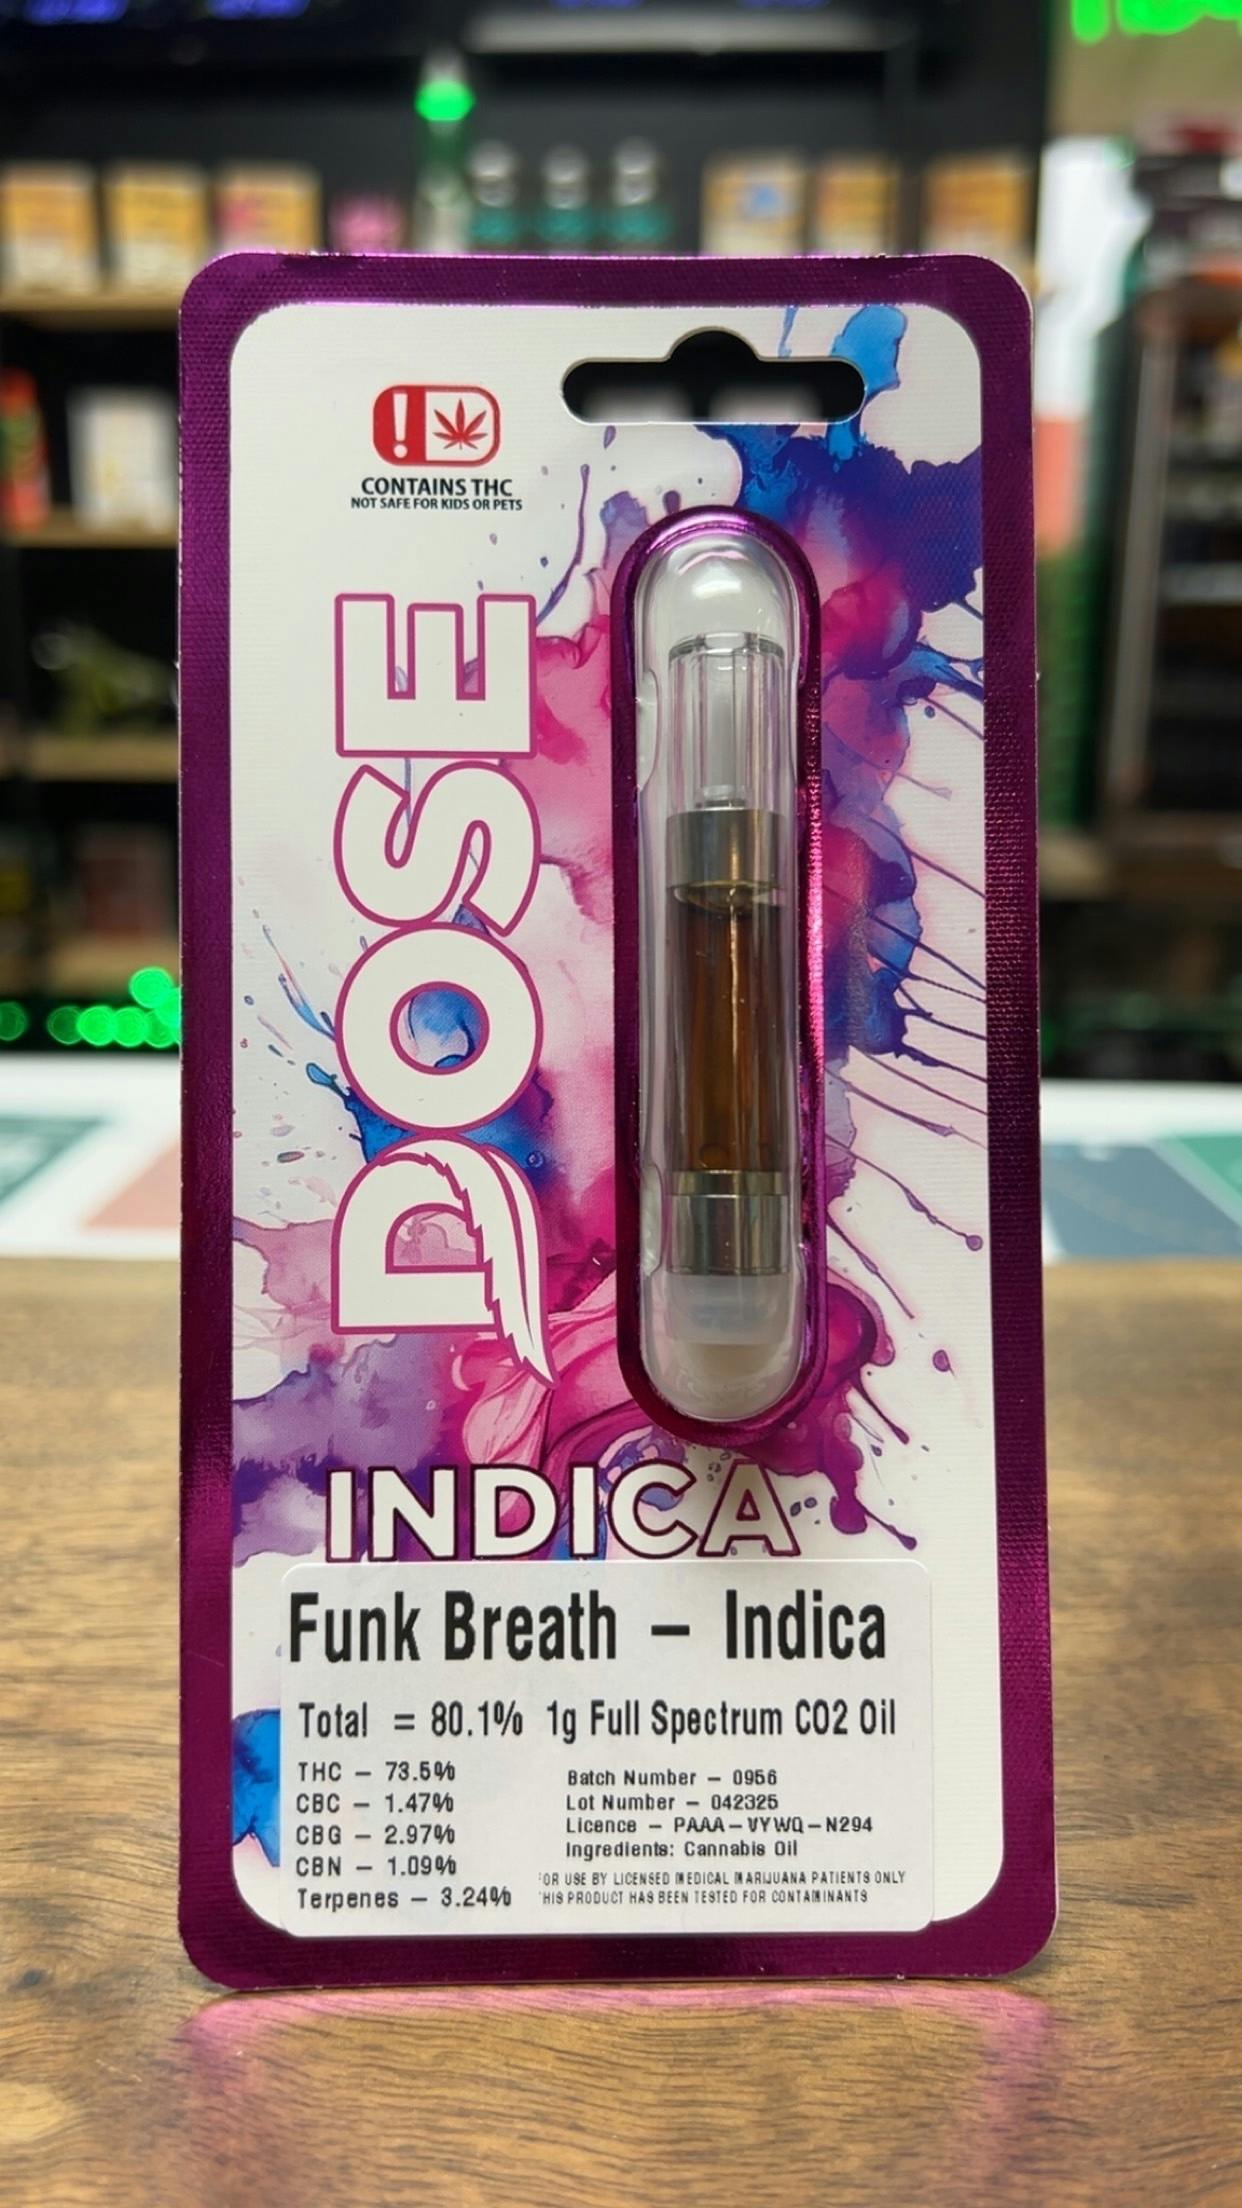 CONTAINS THC
NOT SAFE FOR KIDS OR PETS
DOSE
INDICA
Funk Breath – Indica
Total = 80.1% 1g Full Spectrum CO2 Oil
THC – 73.5%
CBC – 1.47%
CBG – 2.97%
CBN – 1.09%
Terpenes – 3.24%
Batch Number – 0956
Lot Number – 042325
Licence – PAAA–VYWQ–N294
Ingredients: Cannabis Oil
OR USE BY LICENSED MEDICAL MARIJUANA PATIENTS ONLY
HIS PRODUCT HAS BEEN TESTED FOR CONTAMINANTS